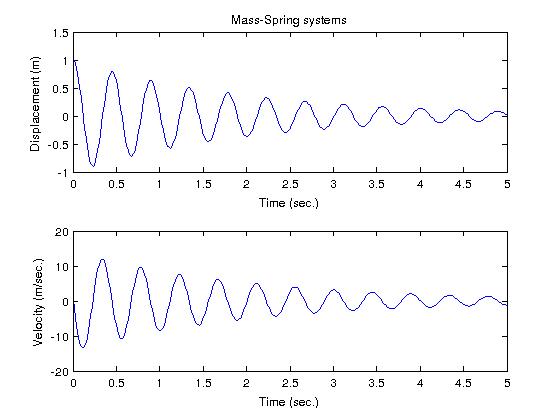 Mass-Spring systems
1.5
1
0.5
0
-0.5
-1
Displacement (m)
0 0.5 1 1.5 2 2.5 3 3.5 4 4.5 5
Time (sec.)
20
10
0
-10
-20
Velocity (m/sec.)
0 0.5 1 1.5 2 2.5 3 3.5 4 4.5 5
Time (sec.)